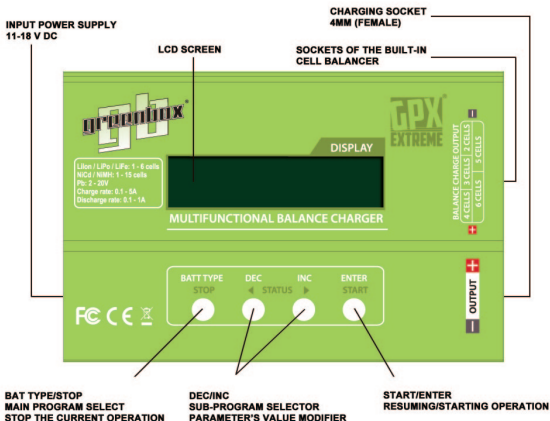 CHARGING SOCKET
4MM (FEMALE)
INPUT POWER SUPPLY
11-18 V DC
LCD SCREEN
SOCKETS OF THE BUILT-IN
CELL BALANCER
greenbox
gb
GPX
EXTREME
DISPLAY
LiIon / LiPo / LiFe: 1 - 6 cells
NiCd / NiMH: 1 - 15 cells
Pb: 2 - 20V
Charge rate: 0.1 - 5A
Discharge rate: 0.1 - 1A
MULTIFUNCTIONAL BALANCE CHARGER
BALANCE CHARGE OUTPUT
4 CELLS 3 CELLS 2 CELLS
6 CELLS 5 CELLS
BATT TYPE DEC INC ENTER
STOP ◄ STATUS ► START
OUTPUT
FC CE
BAT TYPE/STOP
MAIN PROGRAM SELECT
STOP THE CURRENT OPERATION
DEC/INC
SUB-PROGRAM SELECTOR
PARAMETER'S VALUE MODIFIER
START/ENTER
RESUMING/STARTING OPERATION